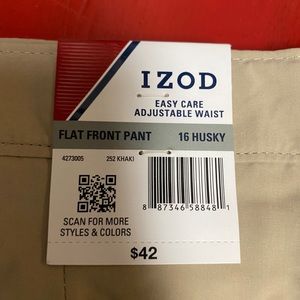 IZOD
EASY CARE
ADJUSTABLE WAIST
FLAT FRONT PANT 16 HUSKY
4273005 252 KHAKI
SCAN FOR MORE
STYLES & COLORS
8 87346 58848 1
$42